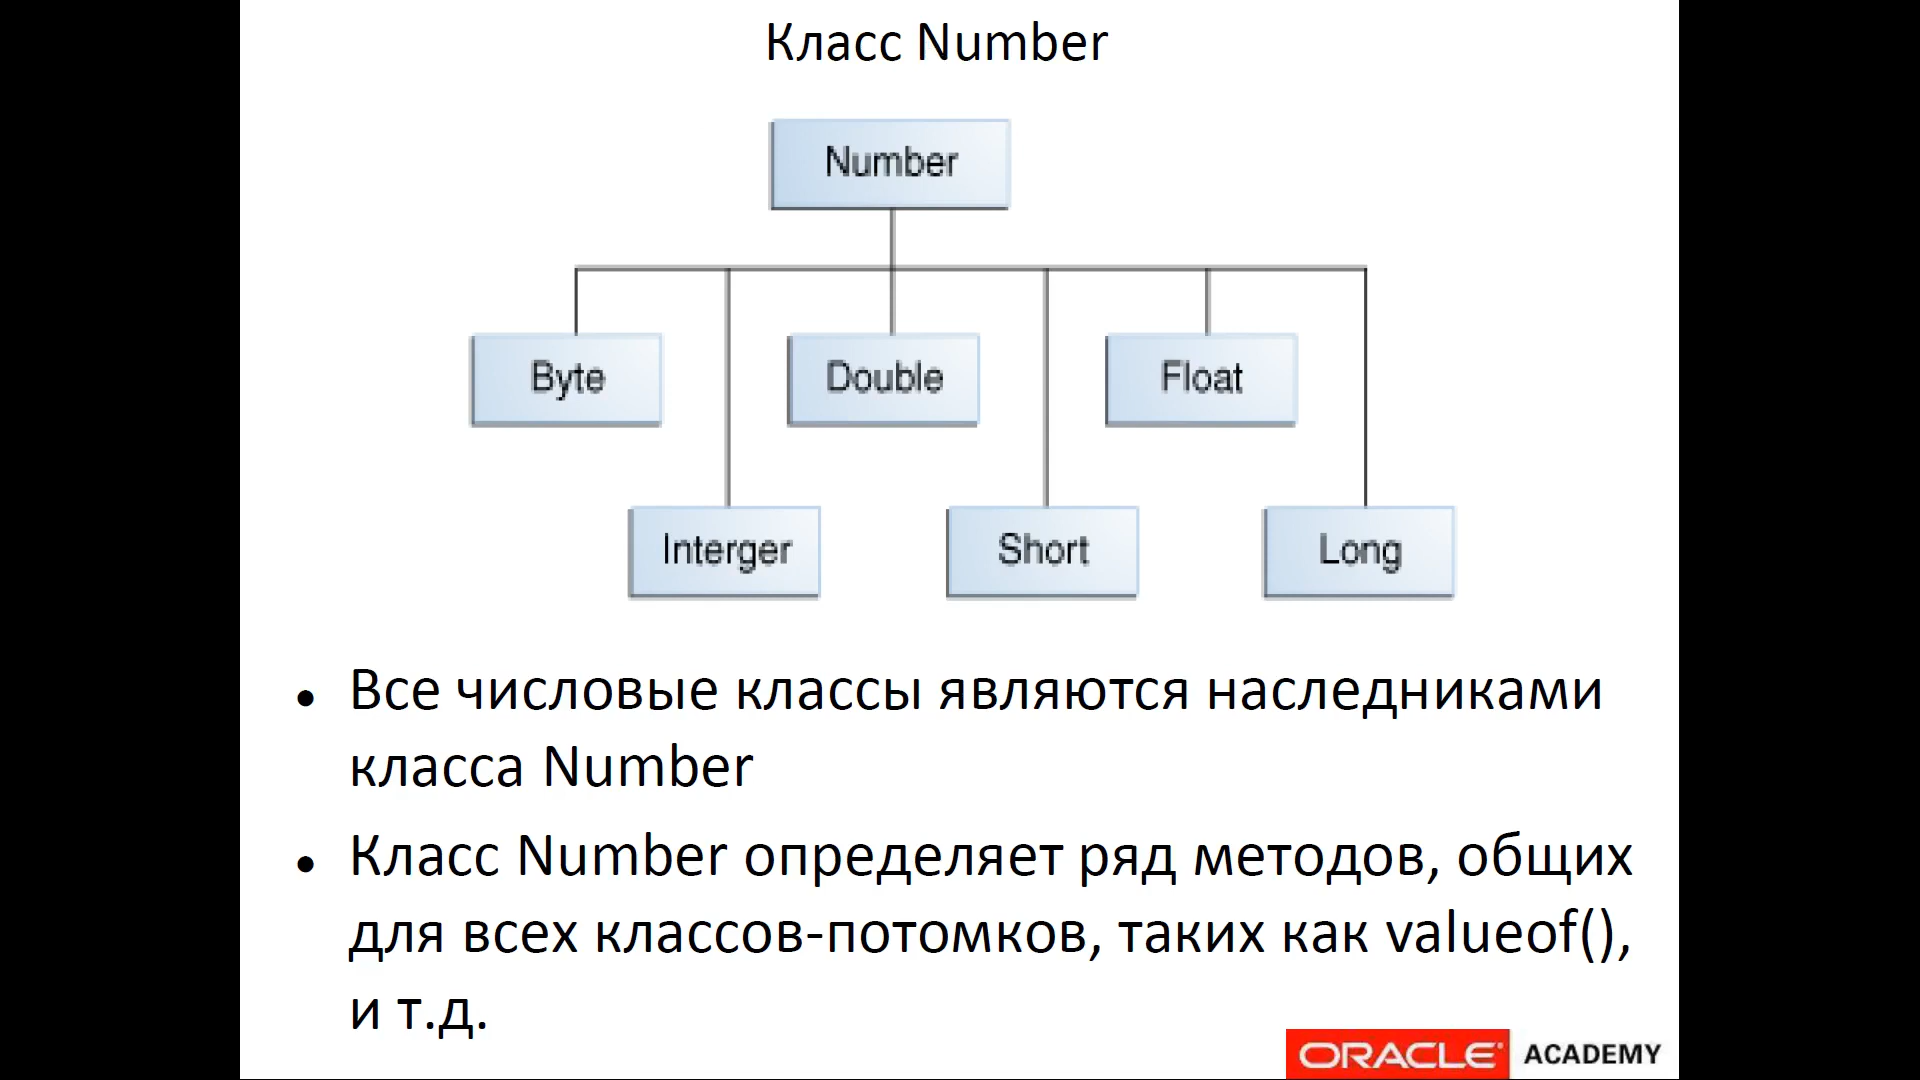 Класс Number
Number
Byte
Double
Float
Interger
Short
Long
• Все числовые классы являются наследниками
класса Number
• Класс Number определяет ряд методов, общих
для всех классов-потомков, таких как valueof(),
и т.д.
ORACLE ACADEMY